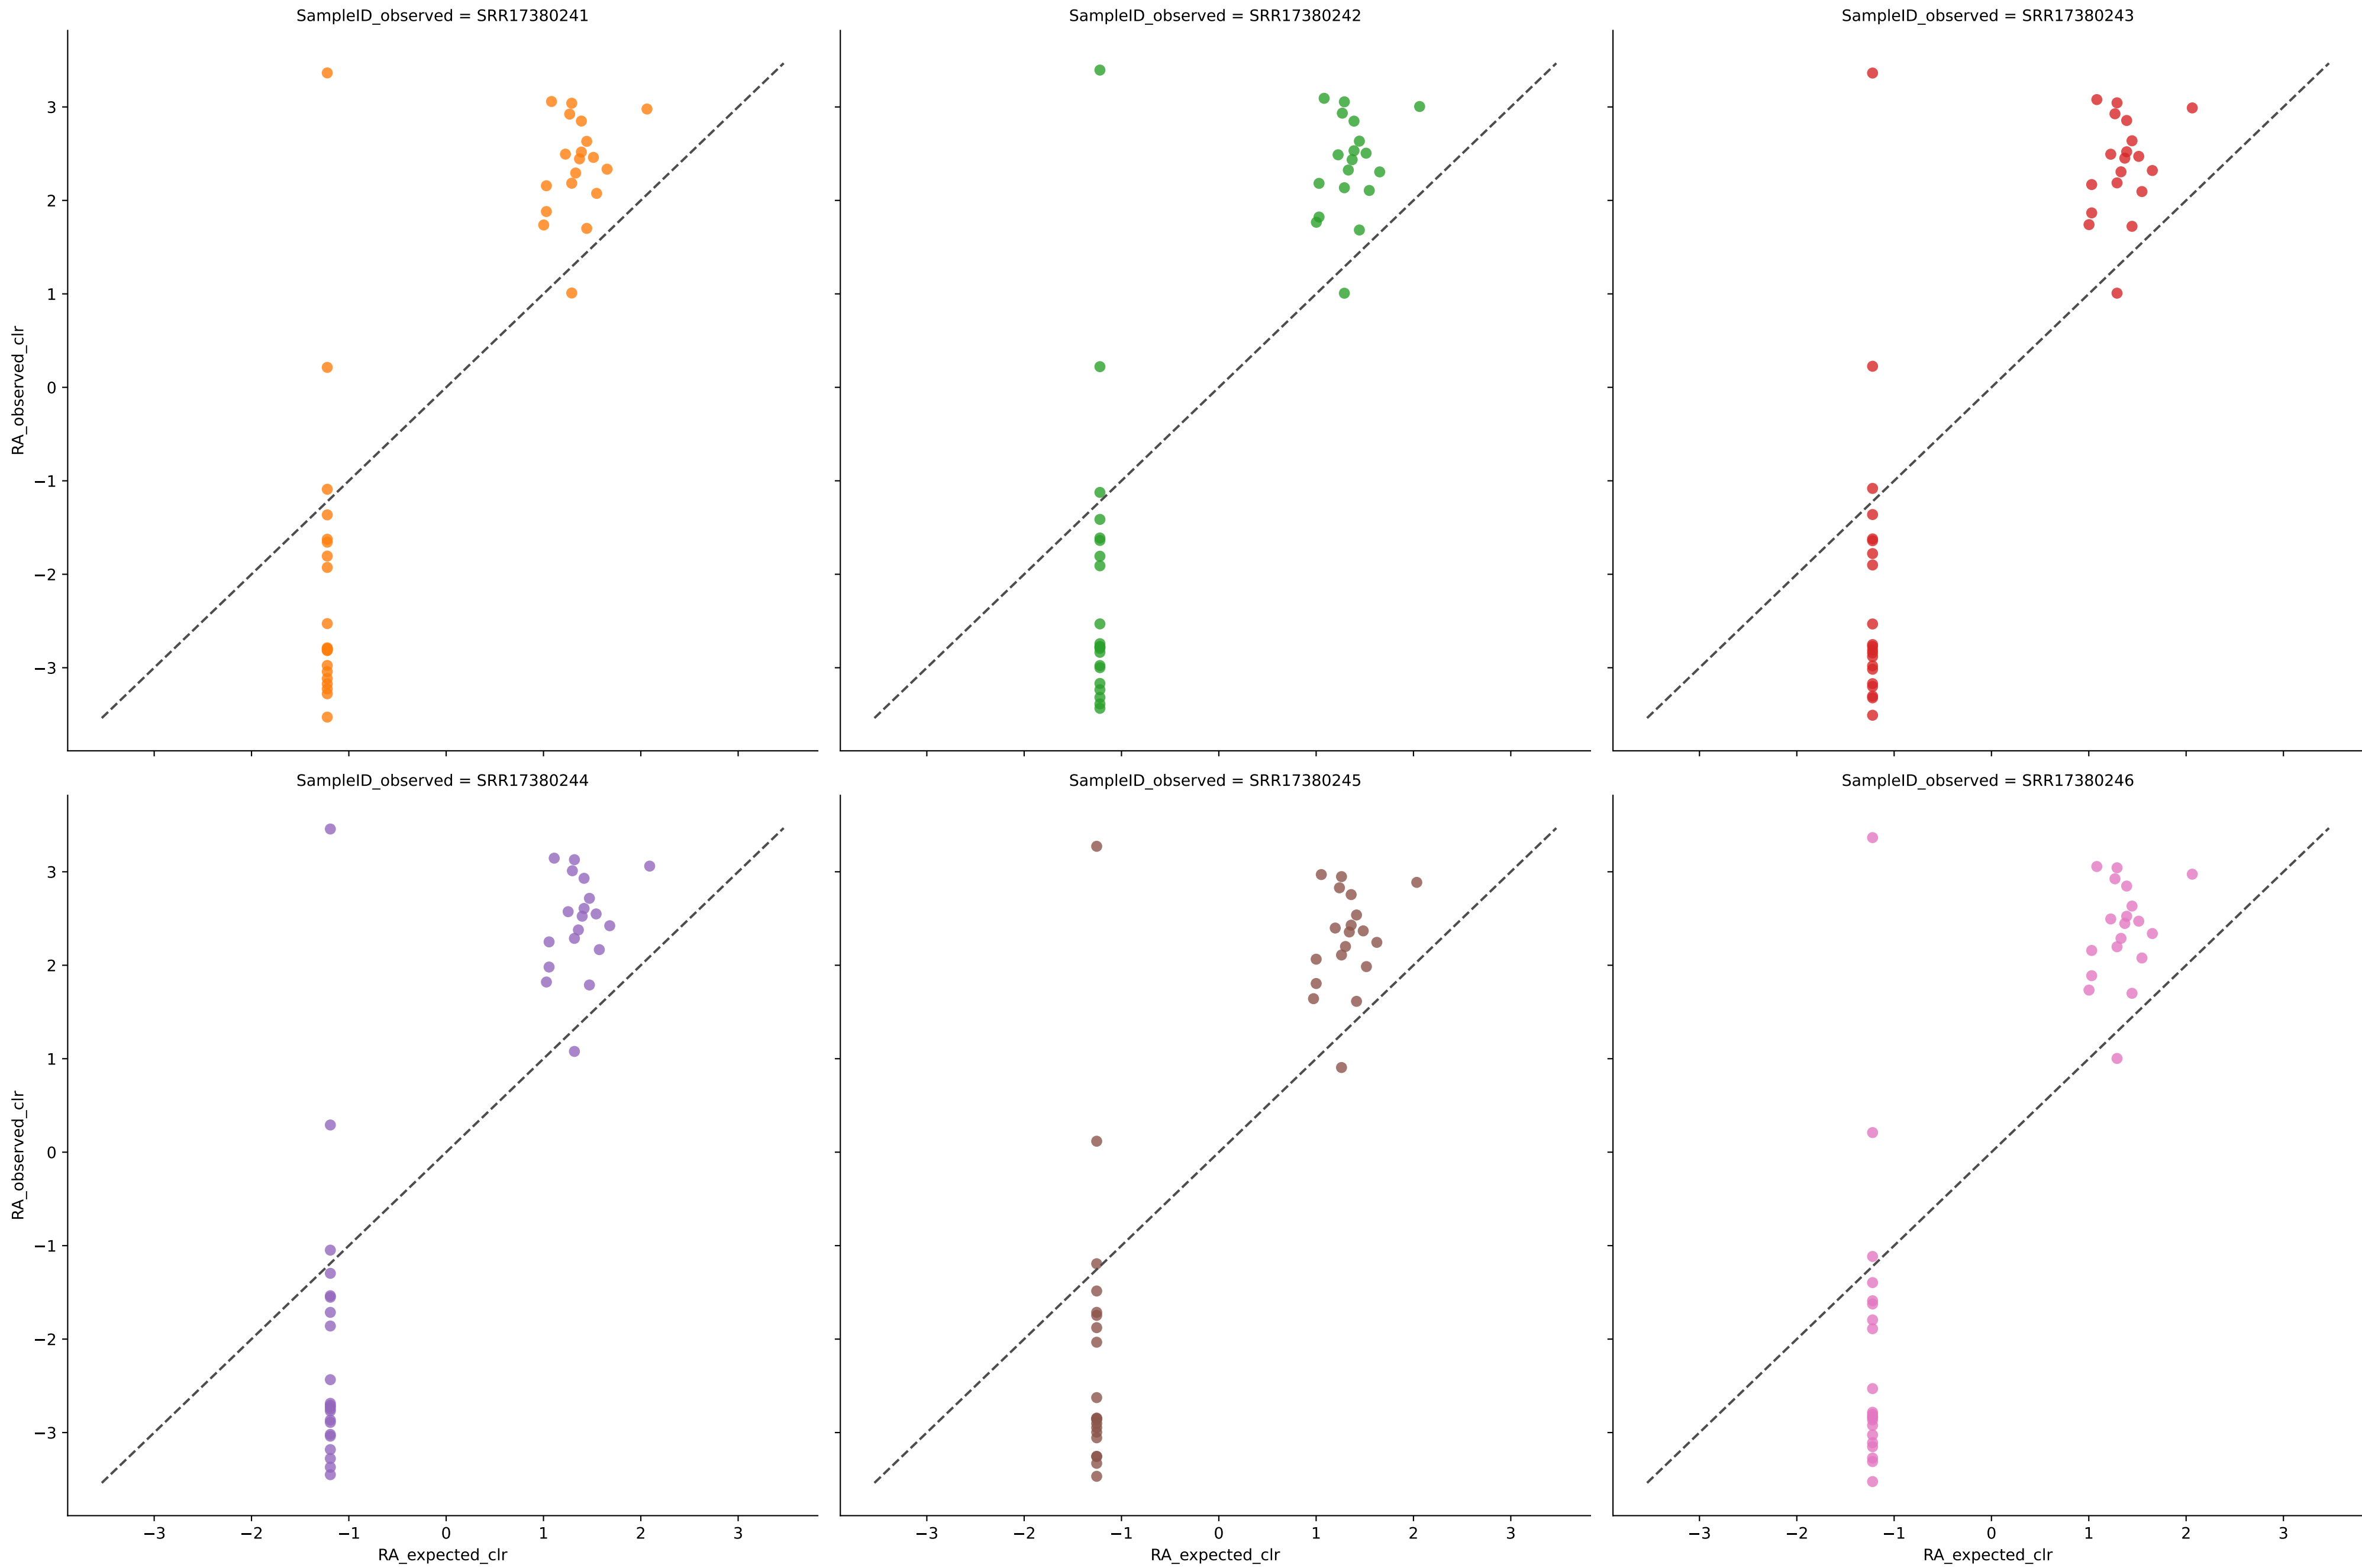 SampleID_observed = SRR17380241
SampleID_observed = SRR17380242
SampleID_observed = SRR17380243
RA_observed_clr
3
2
1
0
−1
−2
−3
SampleID_observed = SRR17380244
SampleID_observed = SRR17380245
SampleID_observed = SRR17380246
RA_observed_clr
3
2
1
0
−1
−2
−3
−3 −2 −1 0 1 2 3
−3 −2 −1 0 1 2 3
−3 −2 −1 0 1 2 3
RA_expected_clr
RA_expected_clr
RA_expected_clr